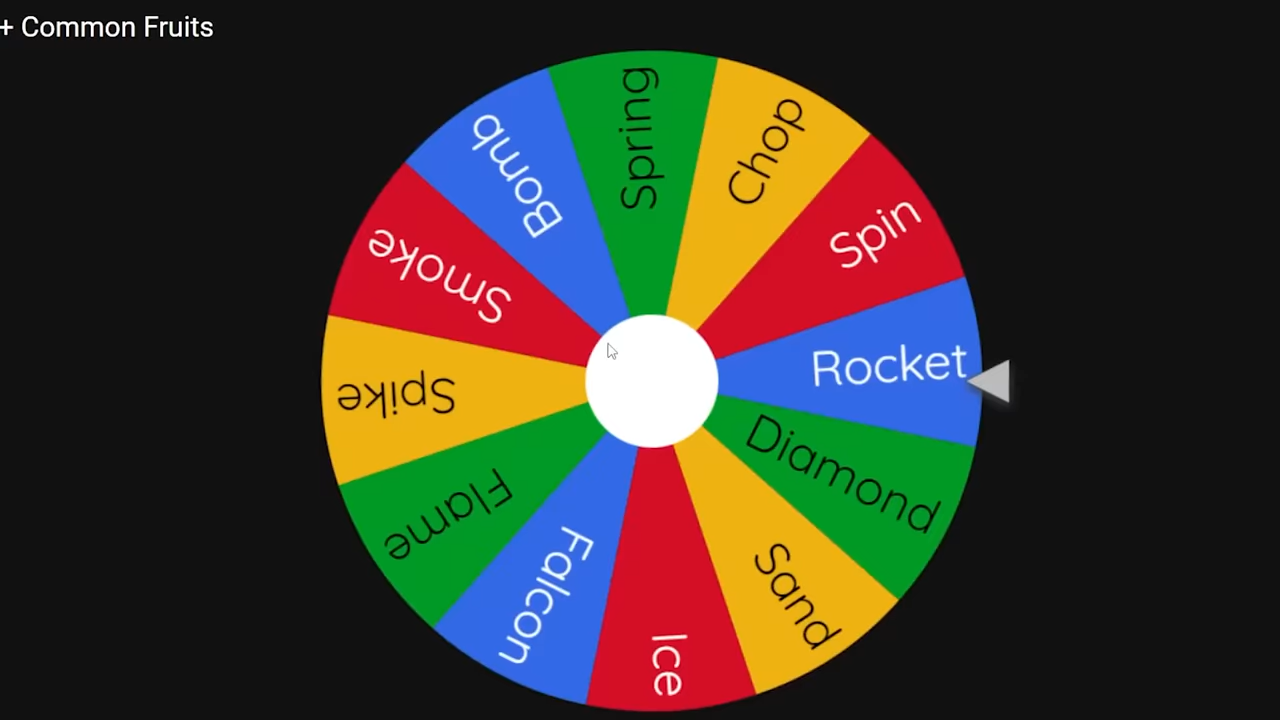 + Common Fruits
Spring
Chop
Spin
Rocket
Diamond
Sand
Ice
Falcon
Flame
Spike
Smoke
Bomb